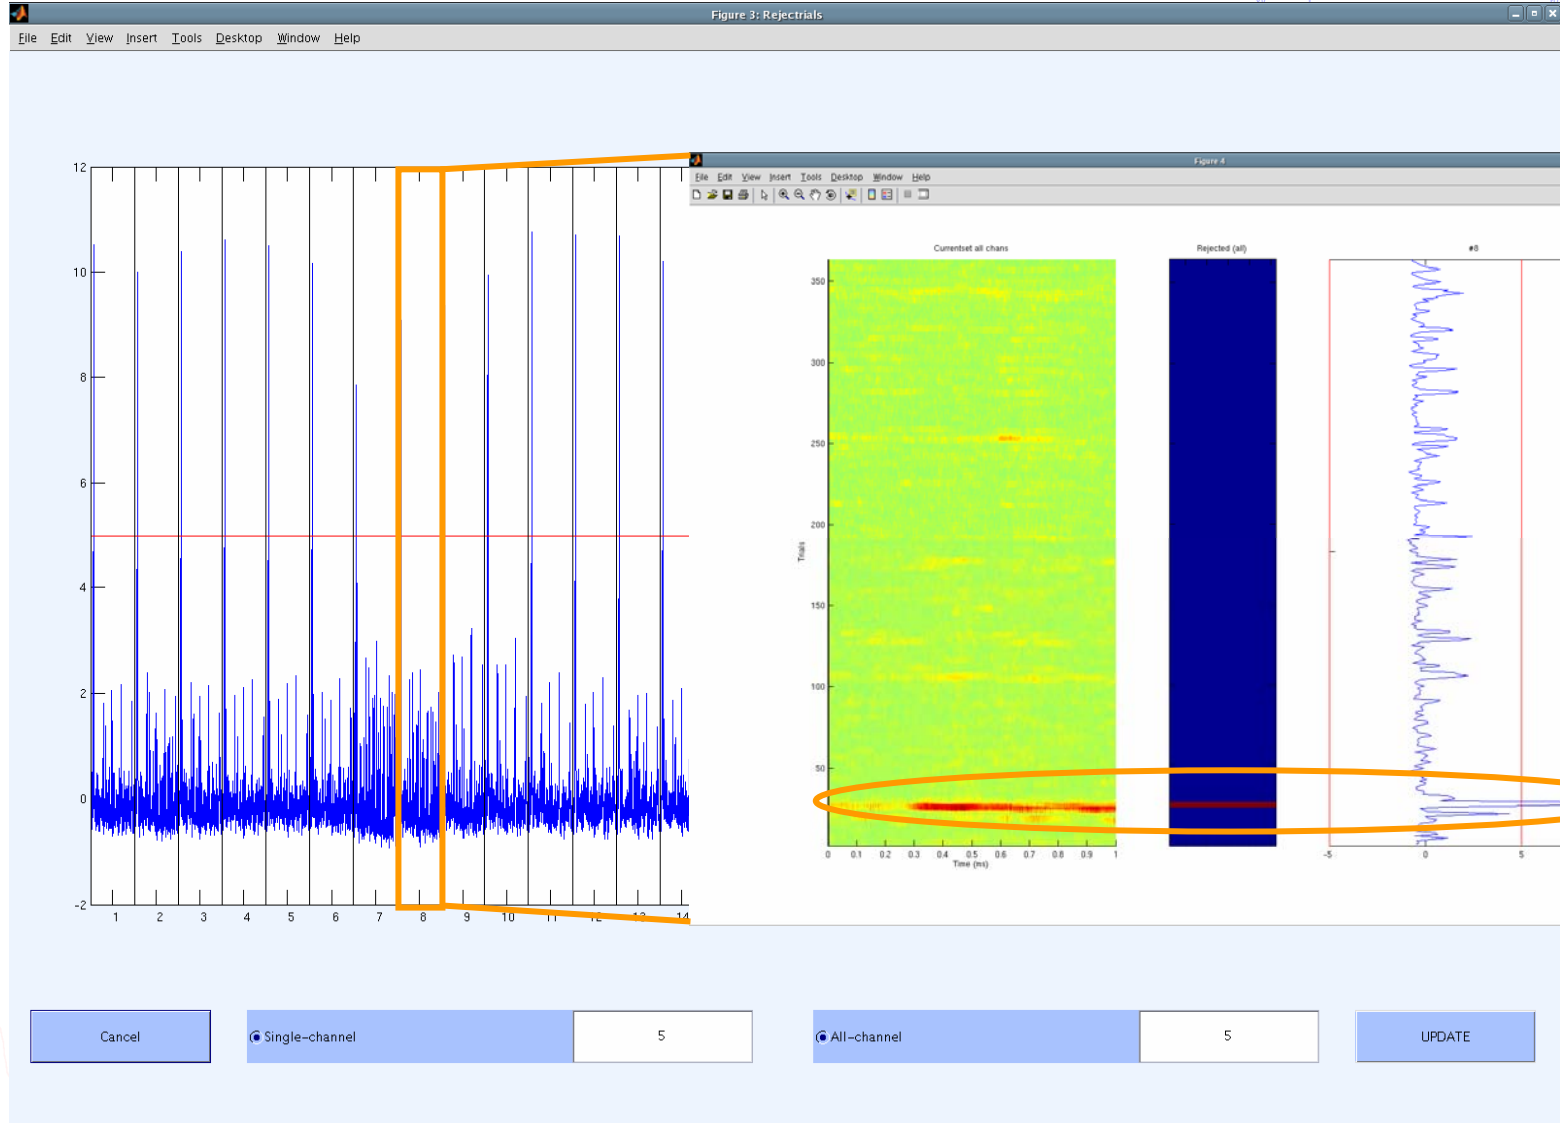 Figure 3: Rejectrials
File Edit View Insert Tools Desktop Window Help
12
10
8
6
4
2
0
-2
1 2 3 4 5 6 7 8 9 10 11 12 13 14
Figure 4
File Edit View Insert Tools Desktop Window Help
Currentset all chans
Rejected (all)
#8
350
300
250
200
150
100
50
Trials
0 0.1 0.2 0.3 0.4 0.5 0.6 0.7 0.8 0.9 1
Time (ms)
-5 0 5
Cancel
Single-channel
5
All-channel
5
UPDATE